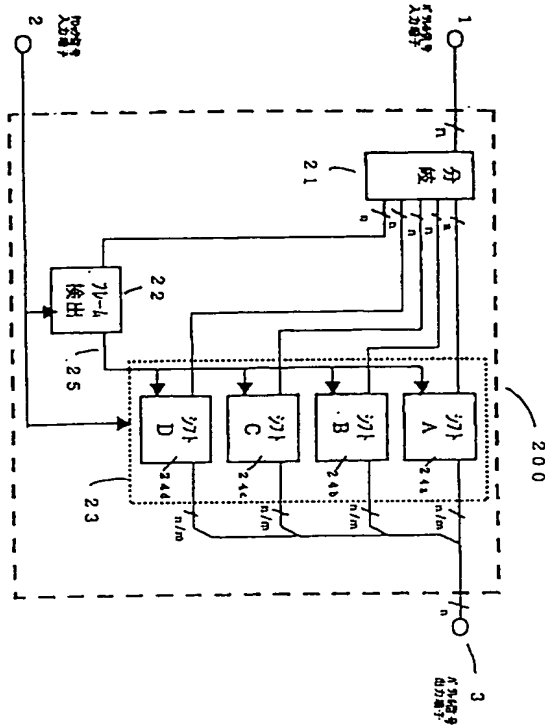 1
パラレル信号
入力端子
2
クロック信号
入力端子
n
分岐
21
n
n
n
n
n
フレーム
検出
22
25
200
シフト
A
24a
シフト
B
24b
シフト
C
24c
シフト
D
24d
23
n/m
n/m
n/m
n/m
n
3
パラレル信号
出力端子